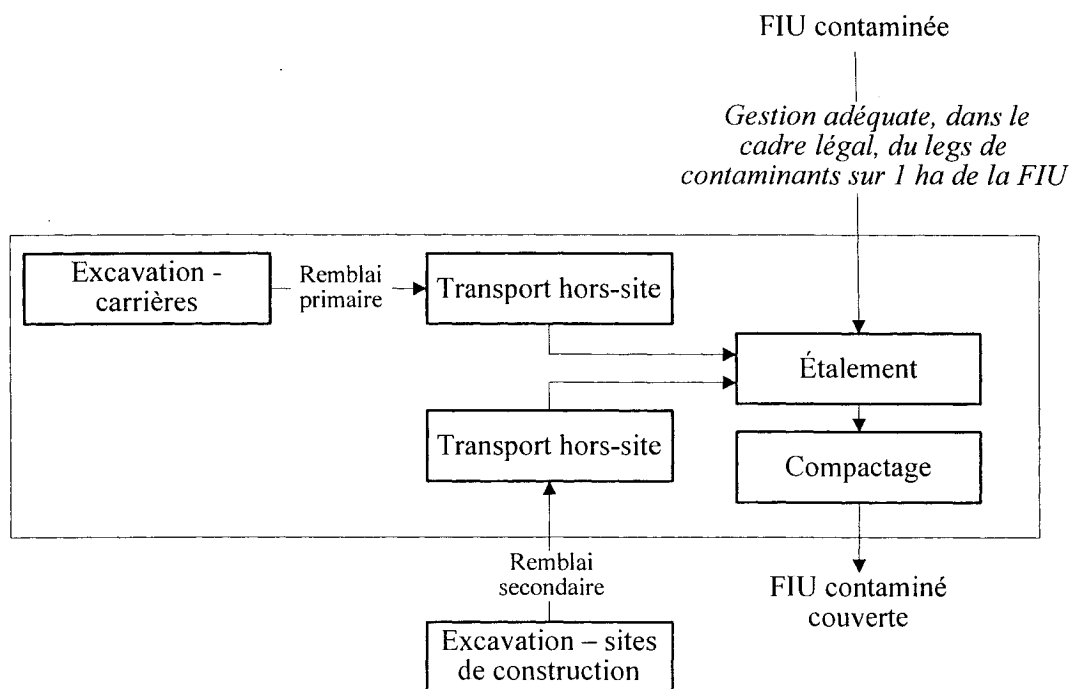 FIU contaminée
Gestion adéquate, dans le
cadre légal, du legs de
contaminants sur 1 ha de la FIU
Excavation -
carrières
Remblai
primaire
Transport hors-site
Étalement
Transport hors-site
Compactage
Remblai
secondaire
FIU contaminé
couverte
Excavation – sites
de construction